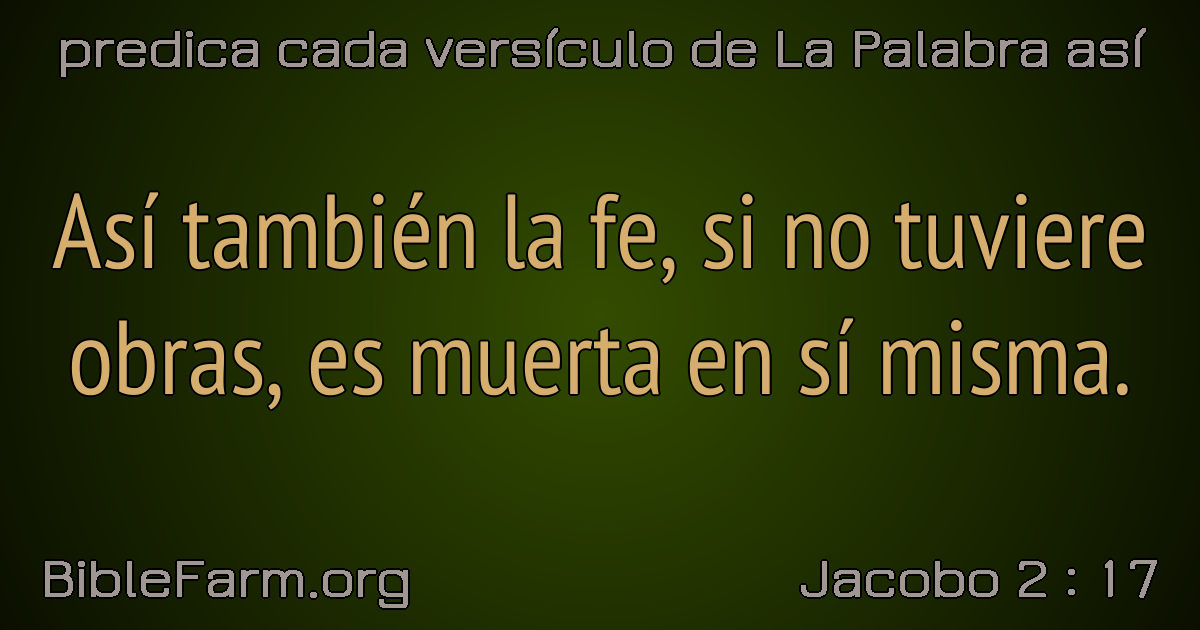 predica cada versículo de La Palabra así
Así también la fe, si no tuviere
obras, es muerta en sí misma.
BibleFarm.org
Jacobo 2 : 17